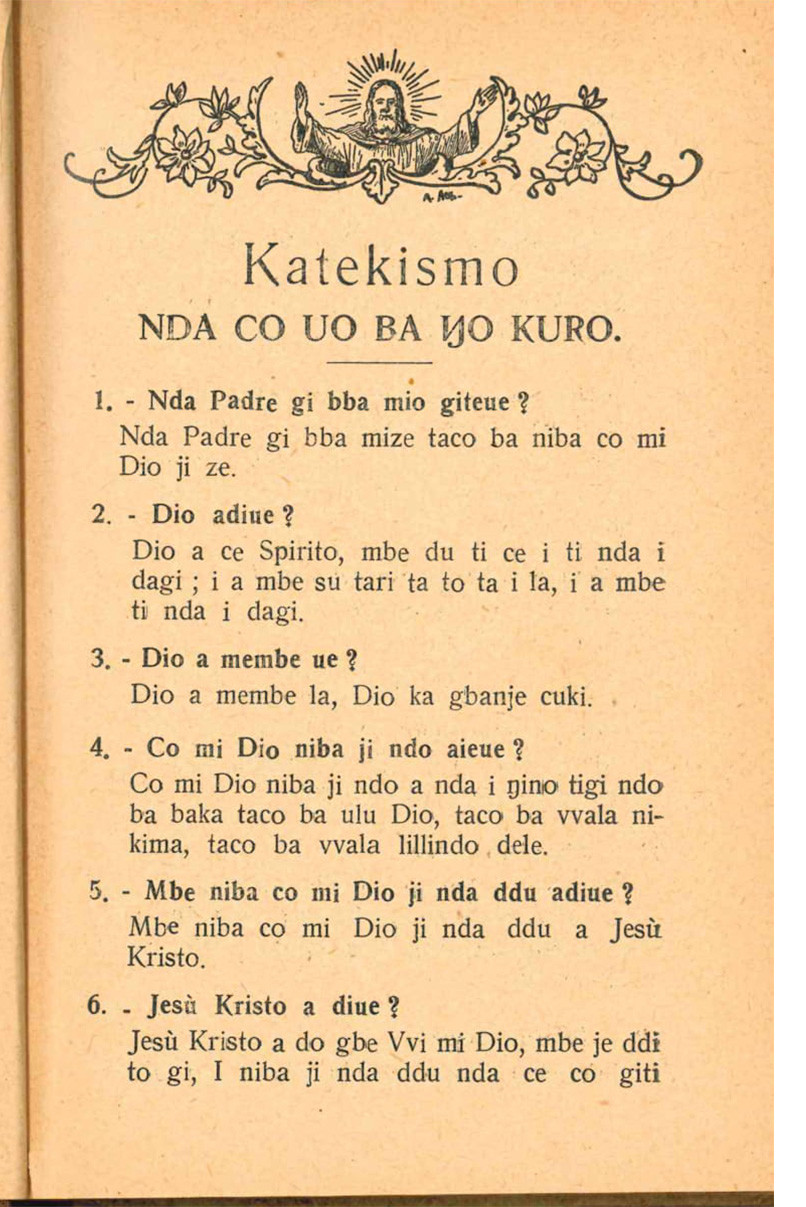 Katekismo
NDA CO UO BA ŊO KURO.
1. - Nda Padre gi bba mio giteue ?
Nda Padre gi bba mize taco ba niba co mi
Dio ji ze.
2. - Dio adiue ?
Dio a ce Spirito, mbe du ti ce i ti nda i
dagi ; i a mbe su tari ta to ta i la, i a mbe
ti nda i dagi.
3. - Dio a membe ue ?
Dio a membe la, Dio ka gbanje cuki.
4. - Co mi Dio niba ji ndo aieue ?
Co mi Dio niba ji ndo a nda i ŋino tigi ndo
ba baka taco ba ulu Dio, taco ba vvala ni-
kima, taco ba vvala lillindo dele.
5. - Mbe niba co mi Dio ji nda ddu adiue ?
Mbe niba co mi Dio ji nda ddu a Jesù
Kristo.
6. - Jesù Kristo a diue ?
Jesù Kristo a do gbe Vvi mi Dio, mbe je ddi
to gi, I niba ji nda ddu nda ce co giti